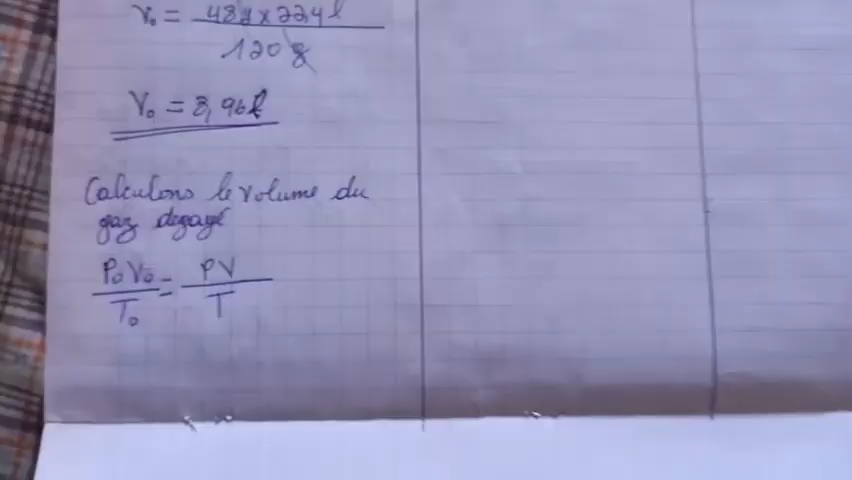 V₀ = 48g x 22,4 l
120 g
V₀ = 8,96 l
Calculons le volume du
gaz dégagé
P₀V₀ = PV
T₀ T